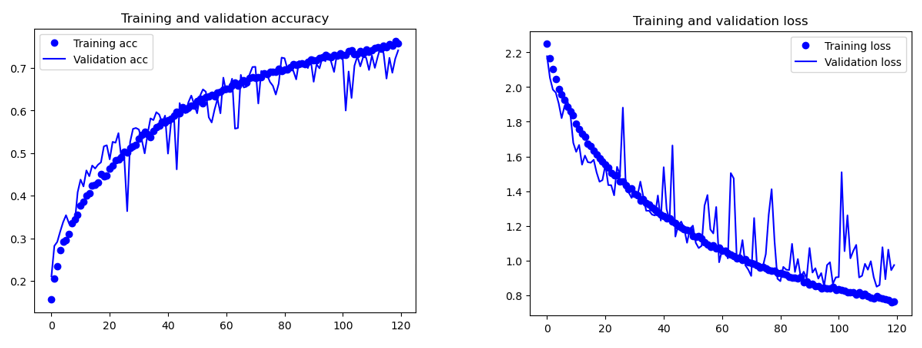 Training and validation accuracy
Training acc
Validation acc
0.7
0.6
0.5
0.4
0.3
0.2
0 20 40 60 80 100 120
Training and validation loss
Training loss
Validation loss
2.2
2.0
1.8
1.6
1.4
1.2
1.0
0.8
0 20 40 60 80 100 120